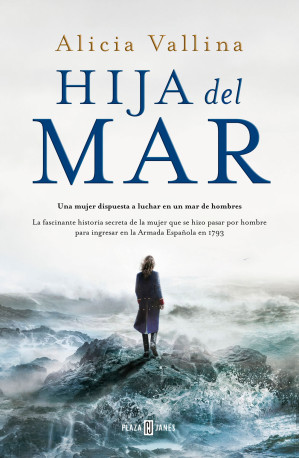 Alicia Vallina
HIJA del
MAR
Una mujer dispuesta a luchar en un mar de hombres
La fascinante historia secreta de la mujer que se hizo pasar por hombre
para ingresar en la Armada Española en 1793
PLAZA JANÉS